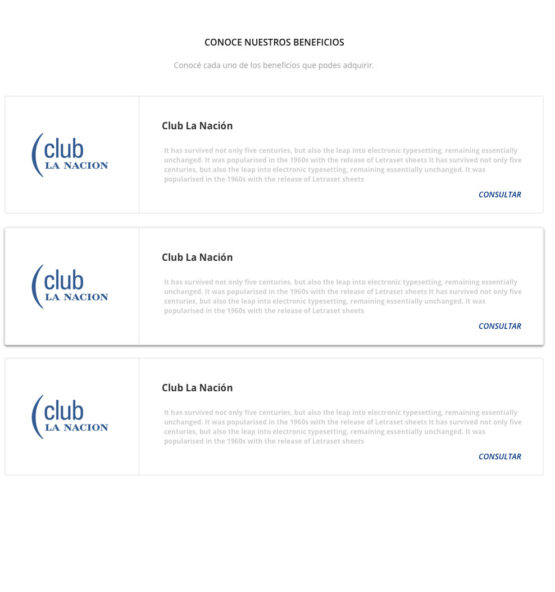 CONOCE NUESTROS BENEFICIOS
Conocé cada uno de los beneficios que podes adquirir.
club
LA NACION
Club La Nación
It has survived not only five centuries, but also the leap into electronic typesetting, remaining essentially
unchanged. It was popularised in the 1960s with the release of Letraset sheets It has survived not only five
centuries, but also the leap into electronic typesetting, remaining essentially unchanged. It was
popularised in the 1960s with the release of Letraset sheets
CONSULTAR
club
LA NACION
Club La Nación
It has survived not only five centuries, but also the leap into electronic typesetting, remaining essentially
unchanged. It was popularised in the 1960s with the release of Letraset sheets It has survived not only five
centuries, but also the leap into electronic typesetting, remaining essentially unchanged. It was
popularised in the 1960s with the release of Letraset sheets
CONSULTAR
club
LA NACION
Club La Nación
It has survived not only five centuries, but also the leap into electronic typesetting, remaining essentially
unchanged. It was popularised in the 1960s with the release of Letraset sheets It has survived not only five
centuries, but also the leap into electronic typesetting, remaining essentially unchanged. It was
popularised in the 1960s with the release of Letraset sheets
CONSULTAR